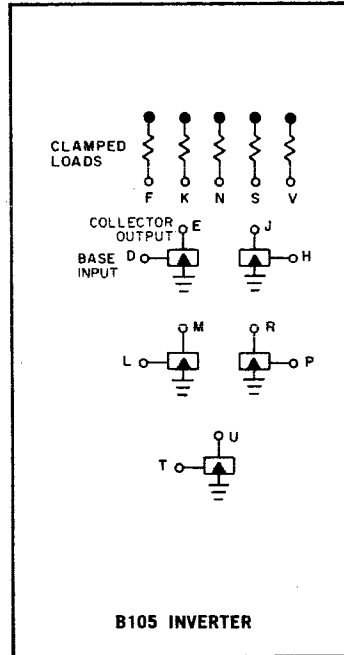 CLAMPED
LOADS
F K N S V
COLLECTOR
OUTPUT
E
J
BASE
INPUT
D
H
M
R
L
P
U
T
B105 INVERTER